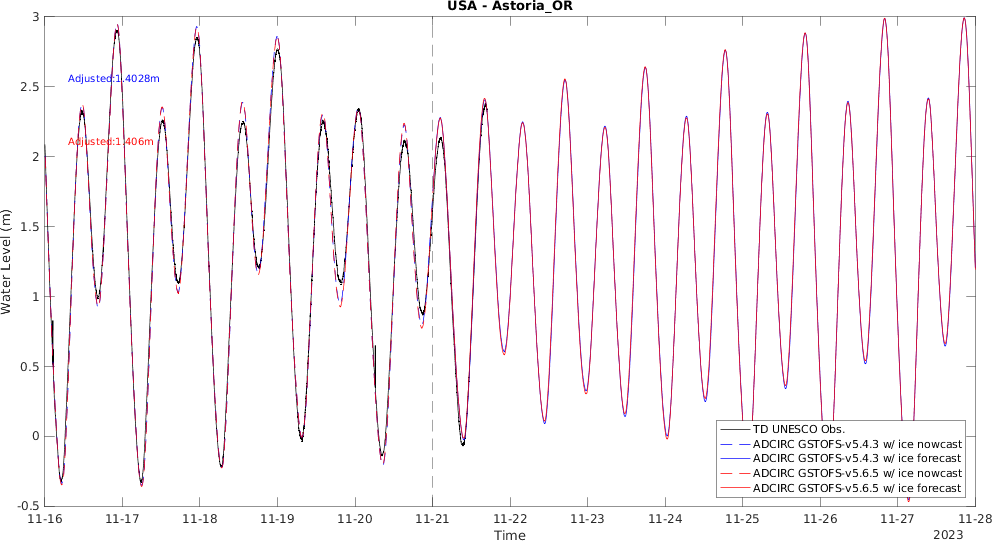 USA - Astoria_OR
Water Level (m)
3
2.5
2
1.5
1
0.5
0
-0.5
Adjusted:1.4028m
Adjusted:1.406m
TD UNESCO Obs.
ADCIRC GSTOFS-v5.4.3 w/ ice nowcast
ADCIRC GSTOFS-v5.4.3 w/ ice forecast
ADCIRC GSTOFS-v5.6.5 w/ ice nowcast
ADCIRC GSTOFS-v5.6.5 w/ ice forecast
11-16 11-17 11-18 11-19 11-20 11-21 11-22 11-23 11-24 11-25 11-26 11-27 11-28
Time
2023